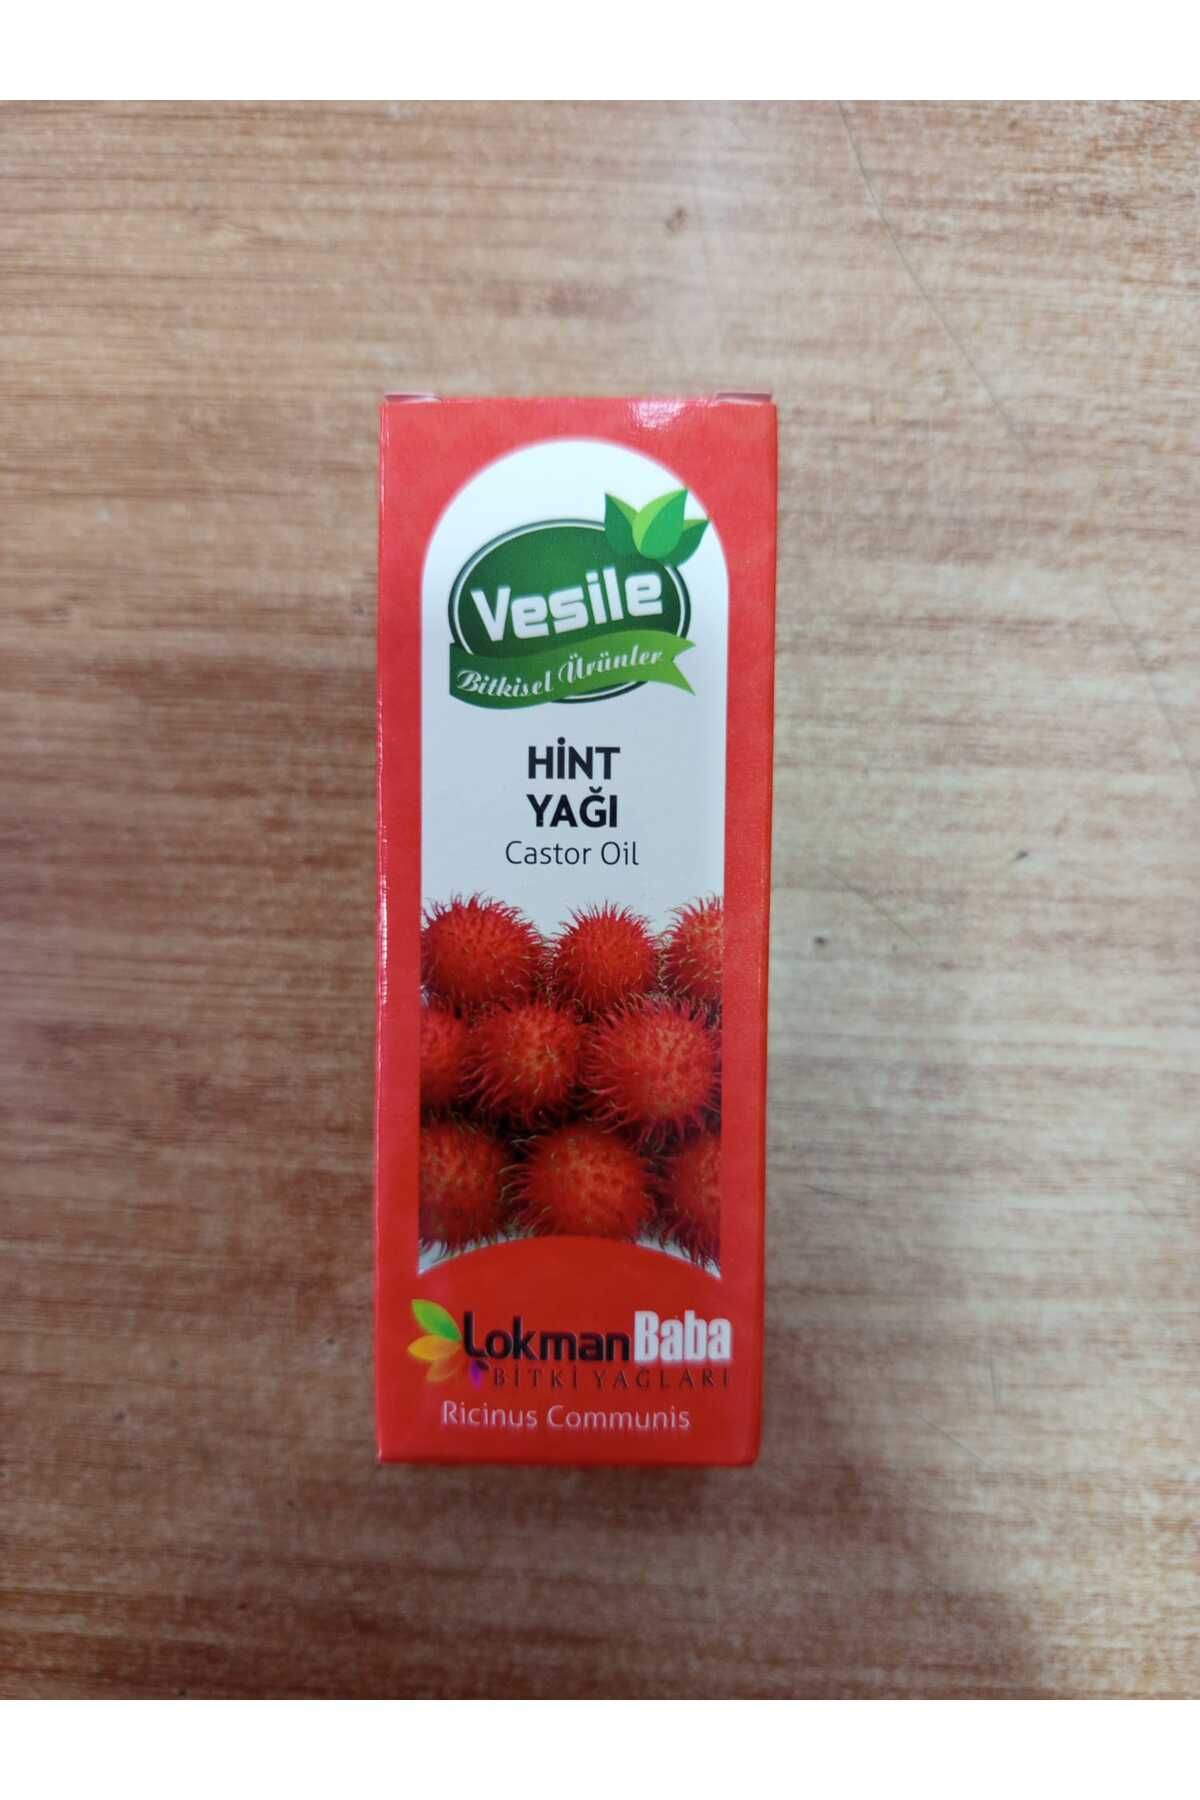 Vesile
Bitkisel Ürünler
HİNT
YAĞI
Castor Oil
LokmanBaba
BİTKİ YAĞLARI
Ricinus Communis